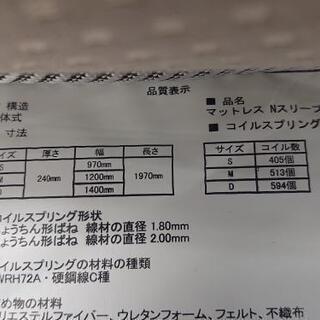 品質表示
構造
体式
寸法
イズ 厚さ 幅 長さ
S 240mm 970mm 1970mm
M 1200mm
D 1400mm
■ 品名
マットレス Nスリープ
■ コイルスプリング
サイズ コイル数
S 405個
M 513個
D 594個
コイルスプリング形状
ょうちん形ばね 線材の直径 1.80mm
ょうちん形ばね 線材の直径 2.00mm
イルスプリングの材料の種類
WRH72A・硬鋼線C種
め物の材料
リエステルファイバー、ウレタンフォーム、フェルト、不織布